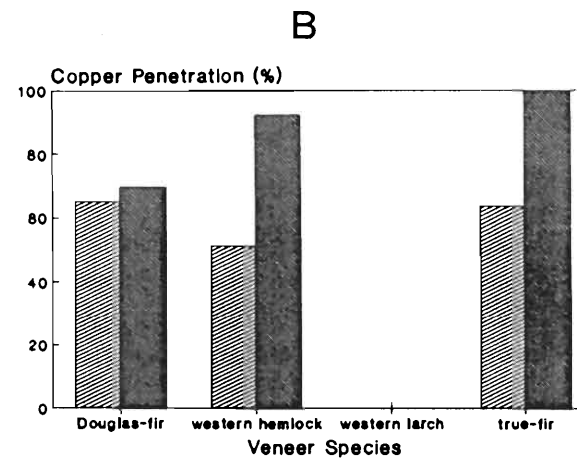 B
Copper Penetration (%)
100
80
60
40
20
0
Douglas-fir western hemlock western larch true-fir
Veneer Species